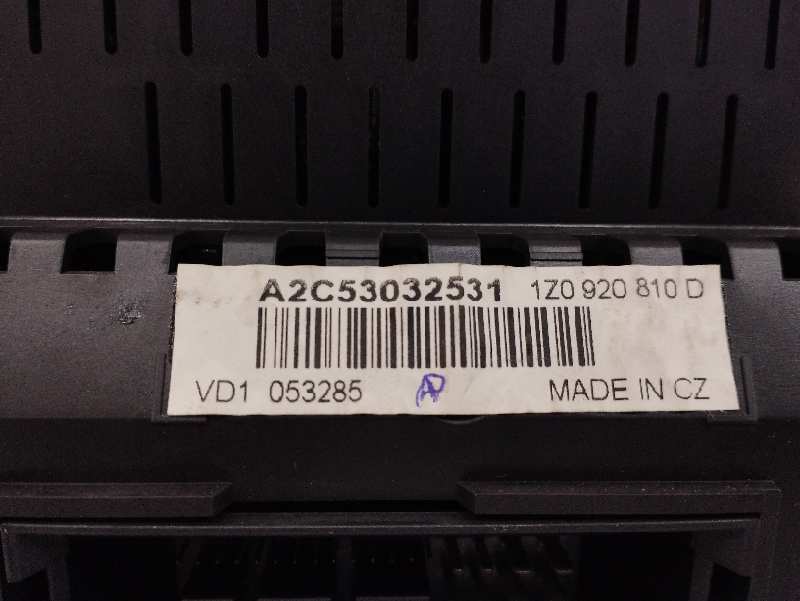 A2C53032531 1Z0 920 810 D
VD1 053285 MADE IN CZ